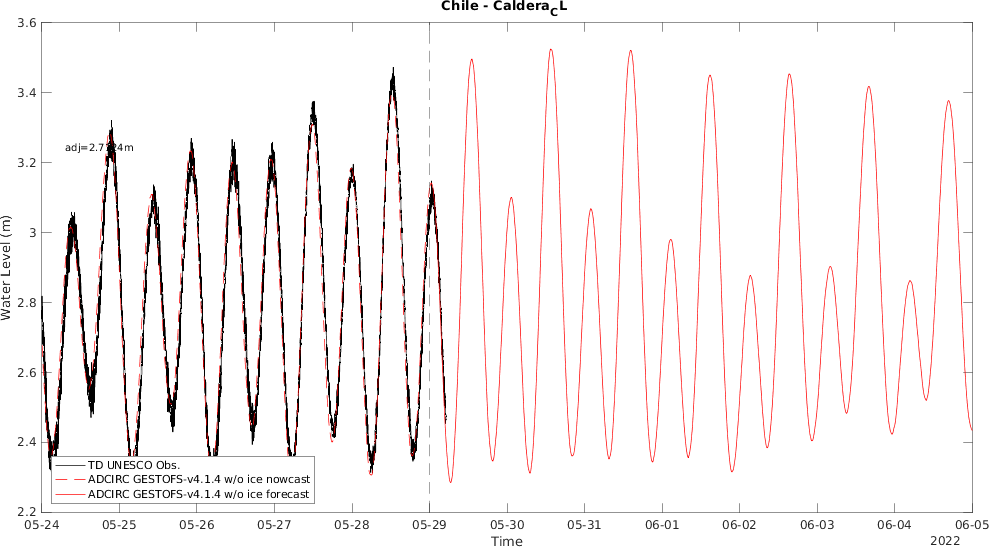 Chile - Caldera_CL
3.6
3.4
3.2
3
2.8
2.6
2.4
2.2
Water Level (m)
TD UNESCO Obs.
ADCIRC GESTOFS-v4.1.4 w/o ice nowcast
ADCIRC GESTOFS-v4.1.4 w/o ice forecast
05-24 05-25 05-26 05-27 05-28 05-29 05-30 05-31 06-01 06-02 06-03 06-04 06-05
Time
2022